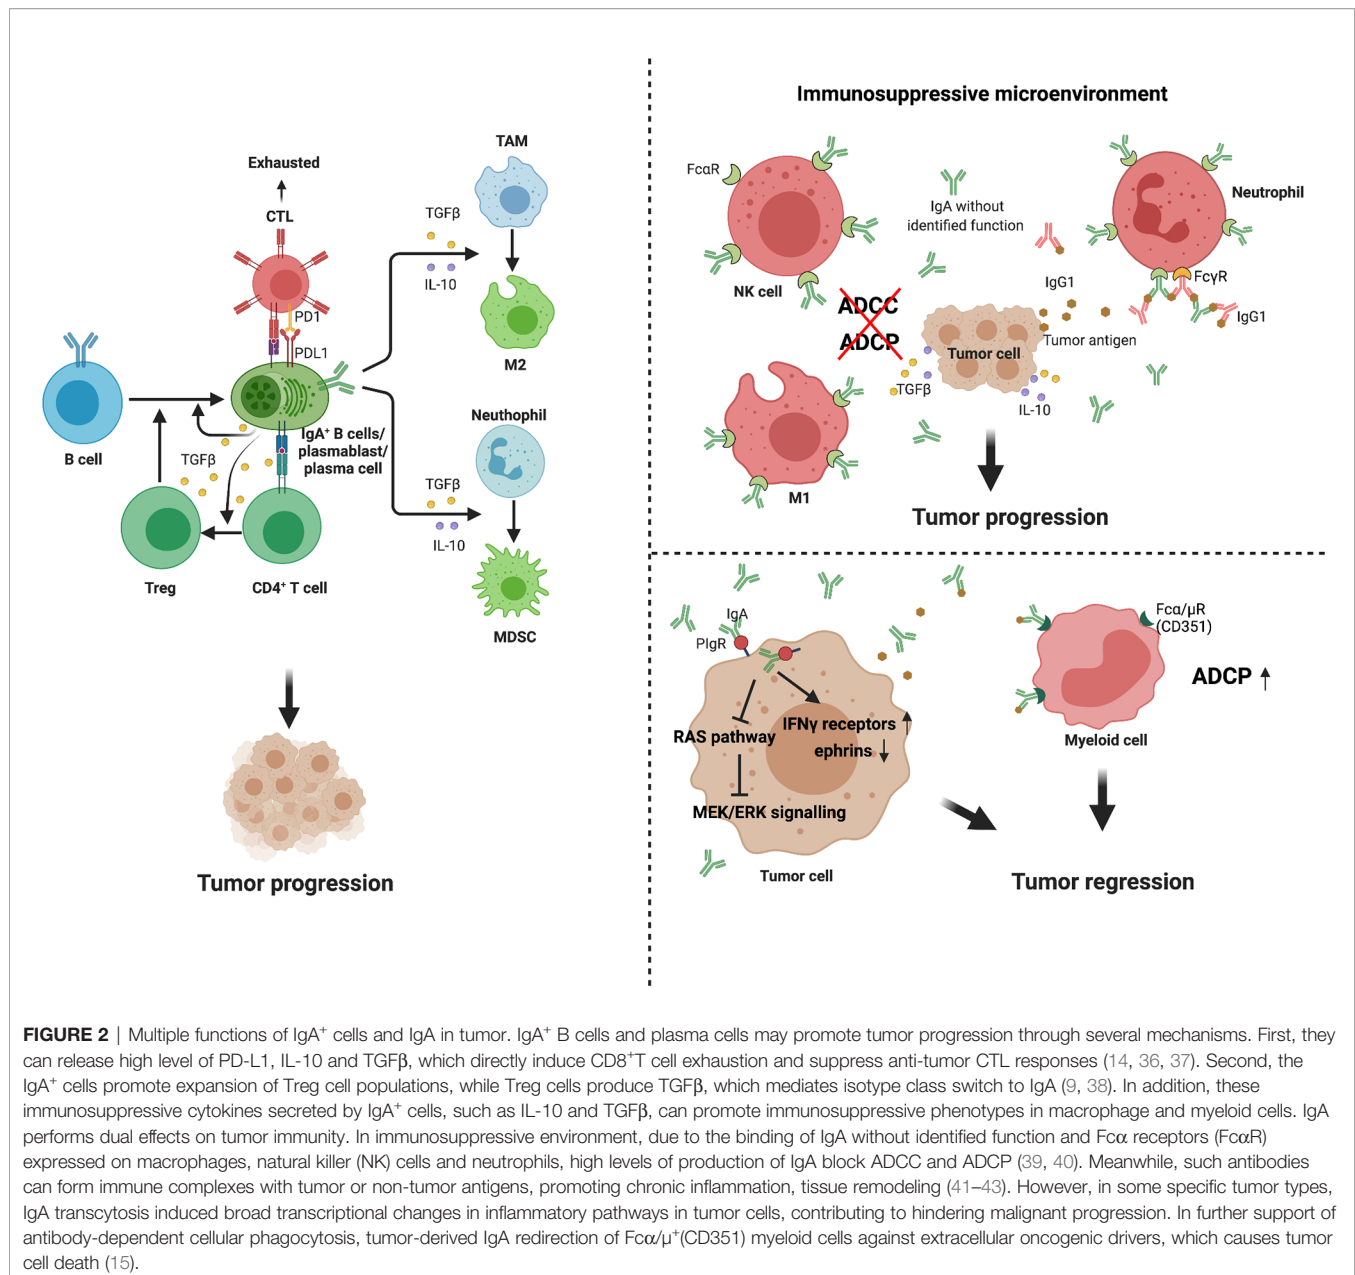 Exhausted
CTL
PD1
PDL1
B cell
TGFβ
IgA⁺ B cells/
plasmablast/
plasma cell
Treg
CD4⁺ T cell
TAM
TGFβ
IL-10
M2
Neuthophil
TGFβ
IL-10
MDSC
Tumor progression
Immunosuppressive microenvironment
FcαR
NK cell
IgA without
identified function
Neutrophil
IgG1
FcγR
IgG1
ADCC
ADCP
Tumor cell
Tumor antigen
TGFβ
IL-10
M1
Tumor progression
IgA
PIgR
RAS pathway
IFNγ receptors
ephrins
MEK/ERK signalling
Tumor cell
Fcα/μR
(CD351)
ADCP
Myeloid cell
Tumor regression
FIGURE 2 | Multiple functions of IgA⁺ cells and IgA in tumor. IgA⁺ B cells and plasma cells may promote tumor progression through several mechanisms. First, they
can release high level of PD-L1, IL-10 and TGFβ, which directly induce CD8⁺T cell exhaustion and suppress anti-tumor CTL responses (14, 36, 37). Second, the
IgA⁺ cells promote expansion of Treg cell populations, while Treg cells produce TGFβ, which mediates isotype class switch to IgA (9, 38). In addition, these
immunosuppressive cytokines secreted by IgA⁺ cells, such as IL-10 and TGFβ, can promote immunosuppressive phenotypes in macrophage and myeloid cells. IgA
performs dual effects on tumor immunity. In immunosuppressive environment, due to the binding of IgA without identified function and Fcα receptors (FcαR)
expressed on macrophages, natural killer (NK) cells and neutrophils, high levels of production of IgA block ADCC and ADCP (39, 40). Meanwhile, such antibodies
can form immune complexes with tumor or non-tumor antigens, promoting chronic inflammation, tissue remodeling (41–43). However, in some specific tumor types,
IgA transcytosis induced broad transcriptional changes in inflammatory pathways in tumor cells, contributing to hindering malignant progression. In further support of
antibody-dependent cellular phagocytosis, tumor-derived IgA redirection of Fcα/μ⁺(CD351) myeloid cells against extracellular oncogenic drivers, which causes tumor
cell death (15).